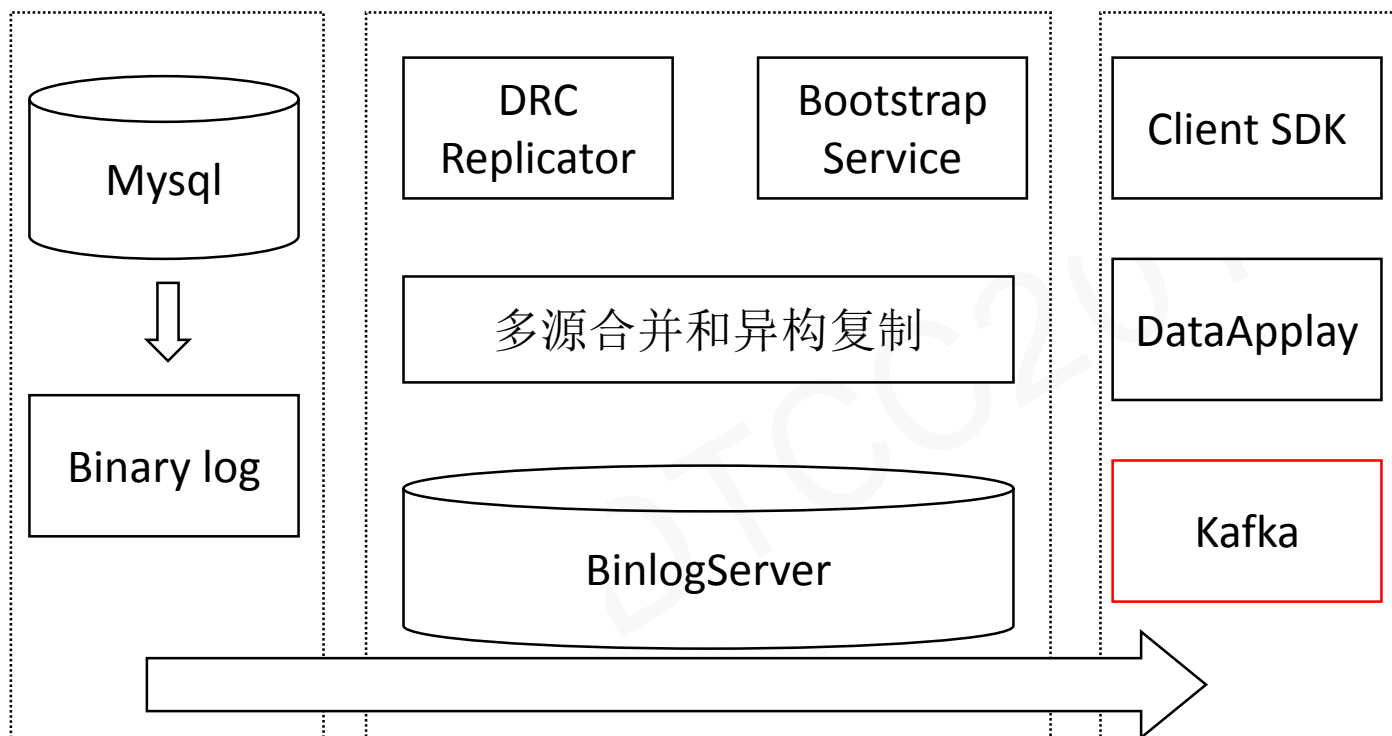 Mysql
Binary log
DRC
Replicator
Bootstrap
Service
多源合并和异构复制
BinlogServer
Client SDK
DataApplay
Kafka